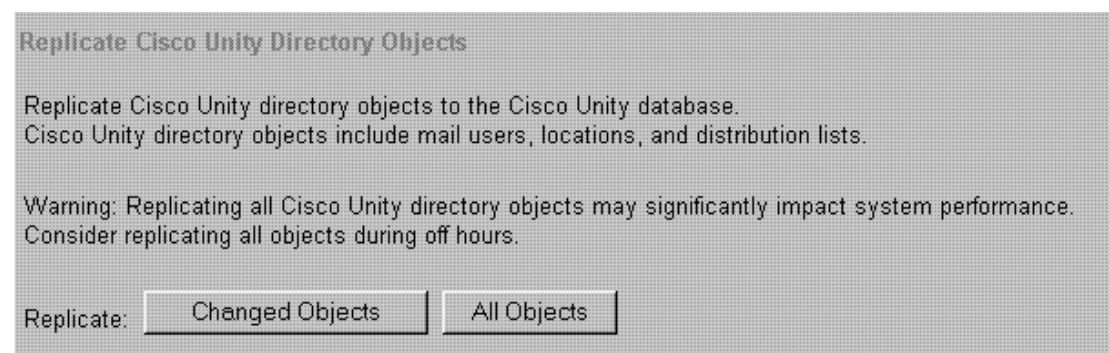 Replicate Cisco Unity Directory Objects
Replicate Cisco Unity directory objects to the Cisco Unity database.
Cisco Unity directory objects include mail users, locations, and distribution lists.
Warning: Replicating all Cisco Unity directory objects may significantly impact system performance.
Consider replicating all objects during off hours.
Replicate: Changed Objects All Objects